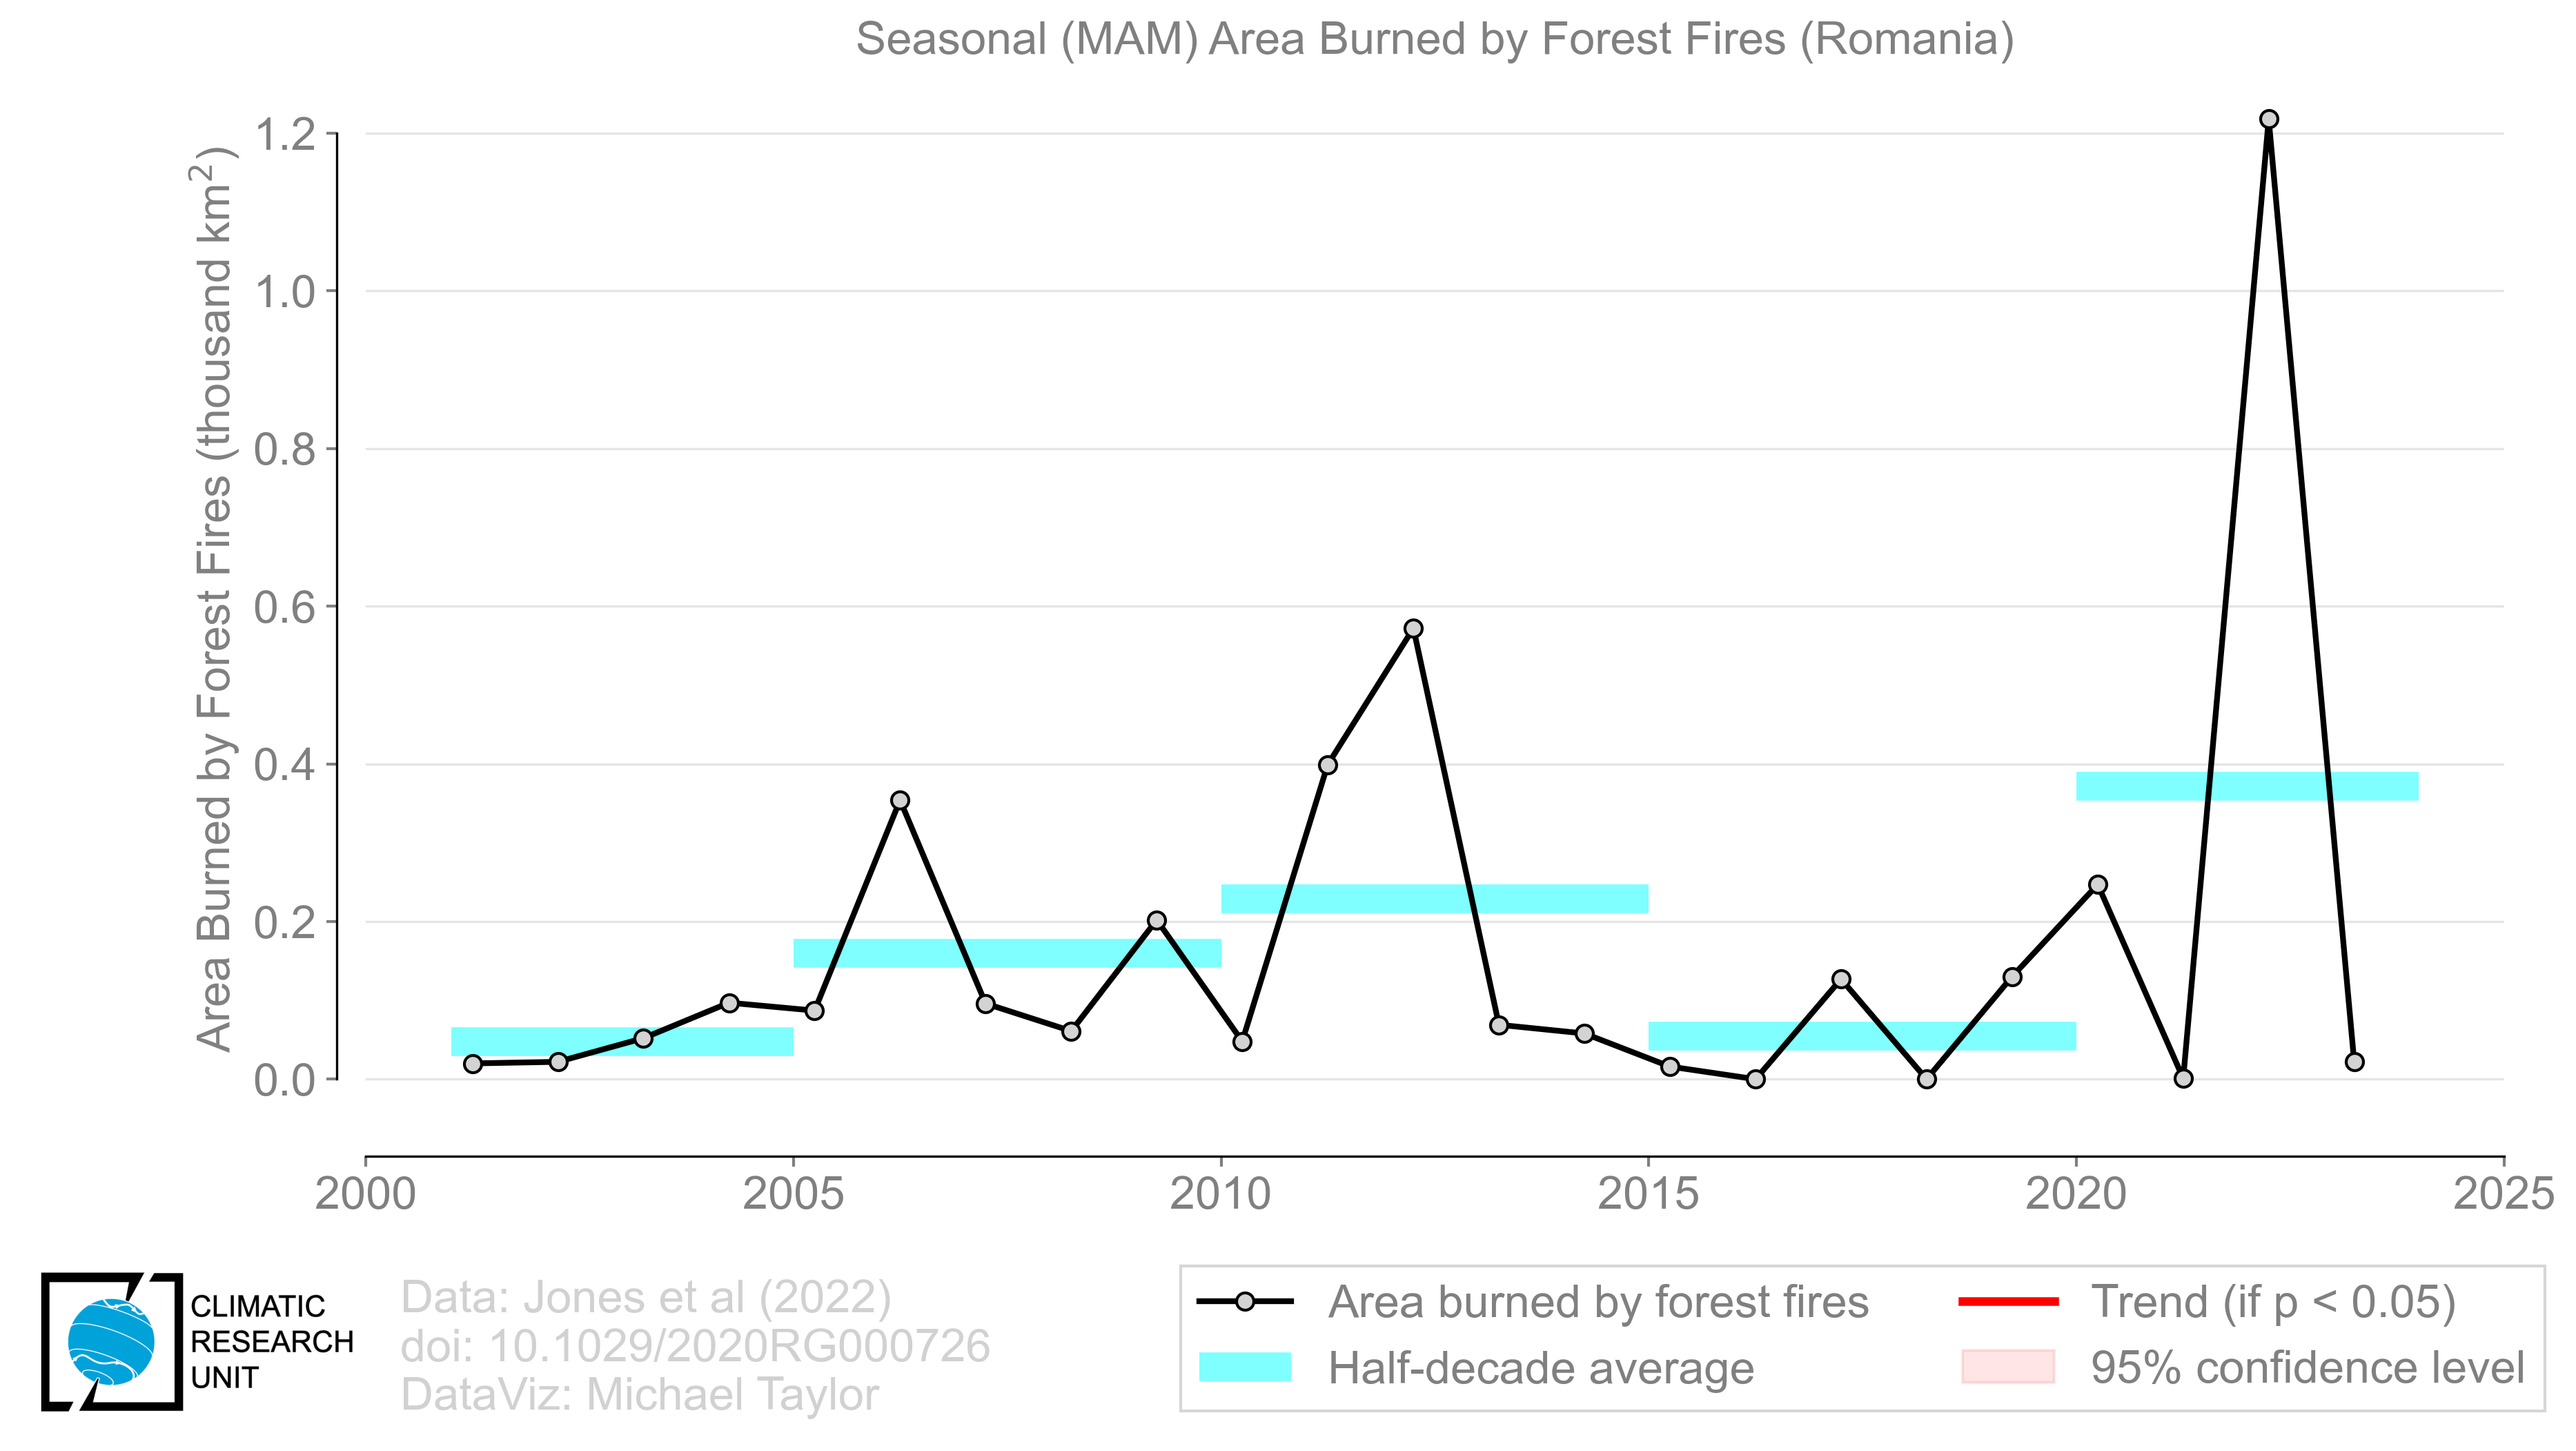 Seasonal (MAM) Area Burned by Forest Fires (Romania)
Area Burned by Forest Fires (thousand km²)
1.2
1.0
0.8
0.6
0.4
0.2
0.0
2000
2005
2010
2015
2020
2025
CLIMATIC
RESEARCH
UNIT
Data: Jones et al (2022)
doi: 10.1029/2020RG000726
DataViz: Michael Taylor
Area burned by forest fires
Half-decade average
Trend (if p < 0.05)
95% confidence level